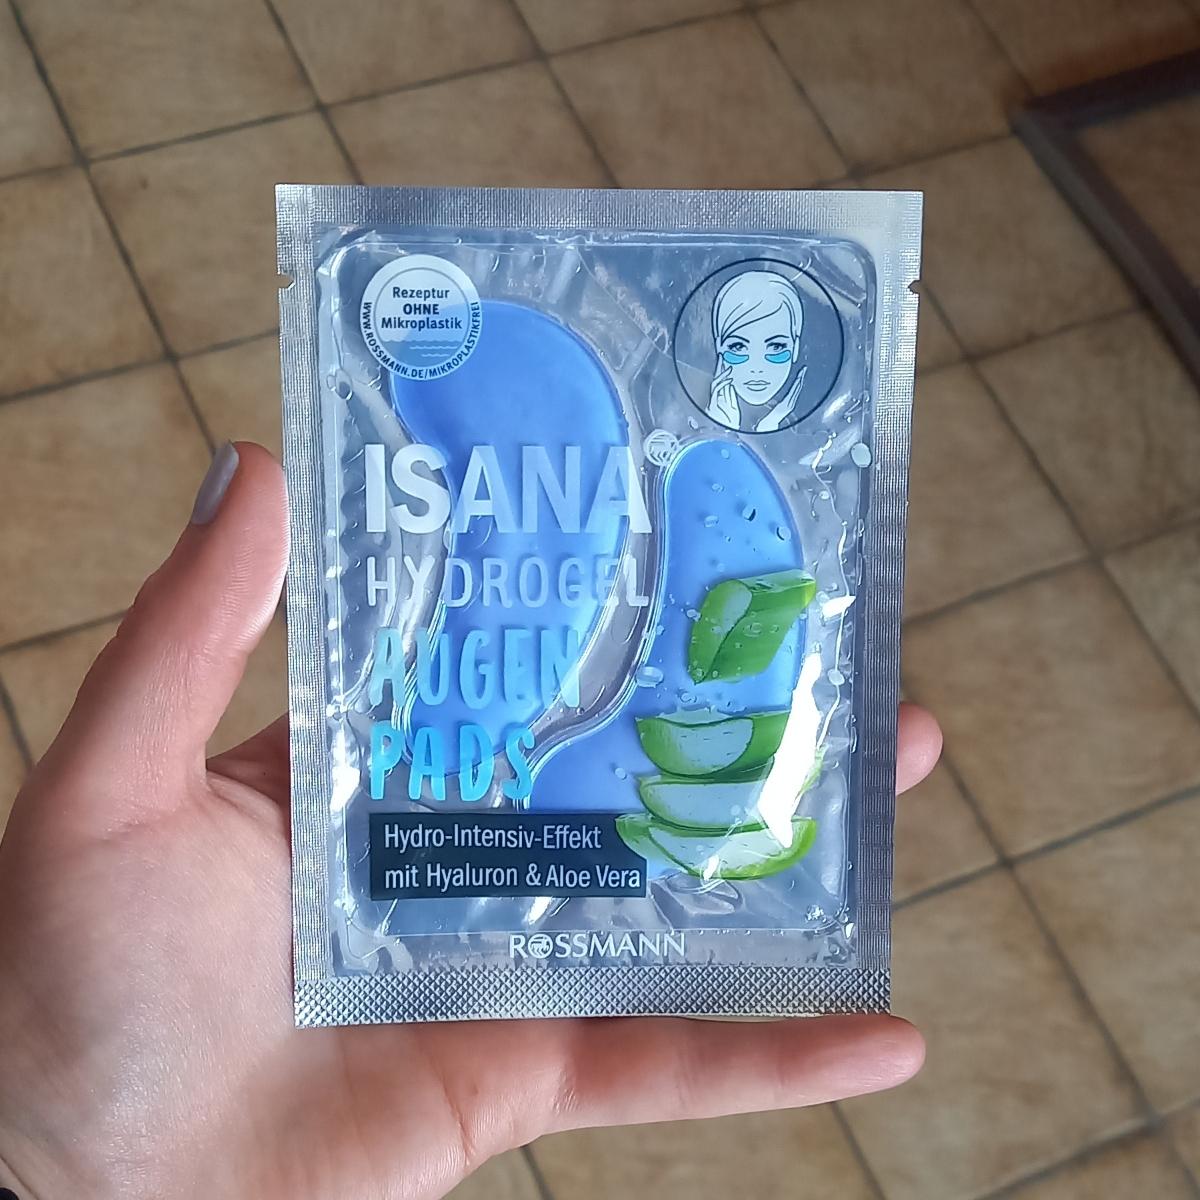 Rezeptur
OHNE
Mikroplastik
WWW.ROSSMANN.DE/MIKROPLASTIKFREI
ISANA
HYDROGEL
AUGEN
PADS
Hydro-Intensiv-Effekt
mit Hyaluron & Aloe Vera
ROSSMANN